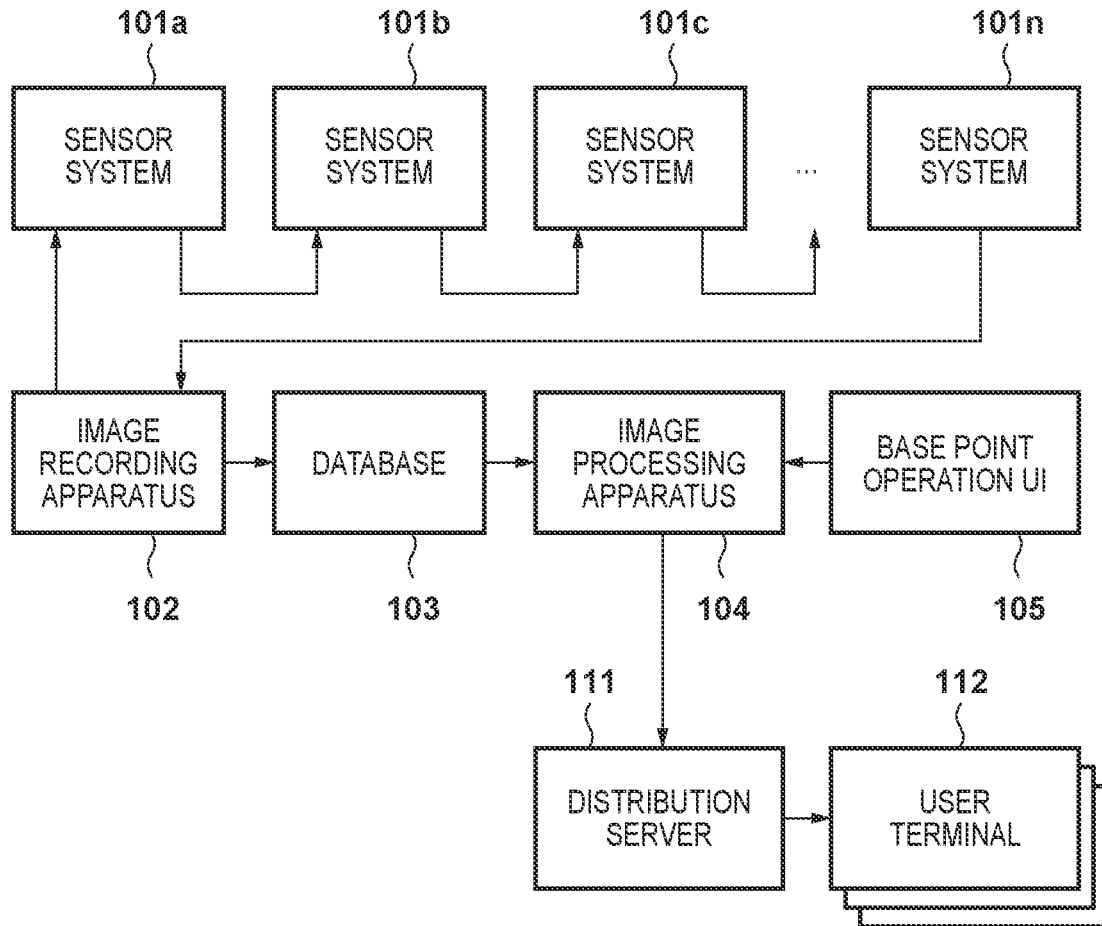 101a 101b 101c 101n
SENSOR SYSTEM
SENSOR SYSTEM
SENSOR SYSTEM
...
SENSOR SYSTEM
IMAGE RECORDING APPARATUS
DATABASE
IMAGE PROCESSING APPARATUS
BASE POINT OPERATION UI
102 103 104 105
111 112
DISTRIBUTION SERVER
USER TERMINAL